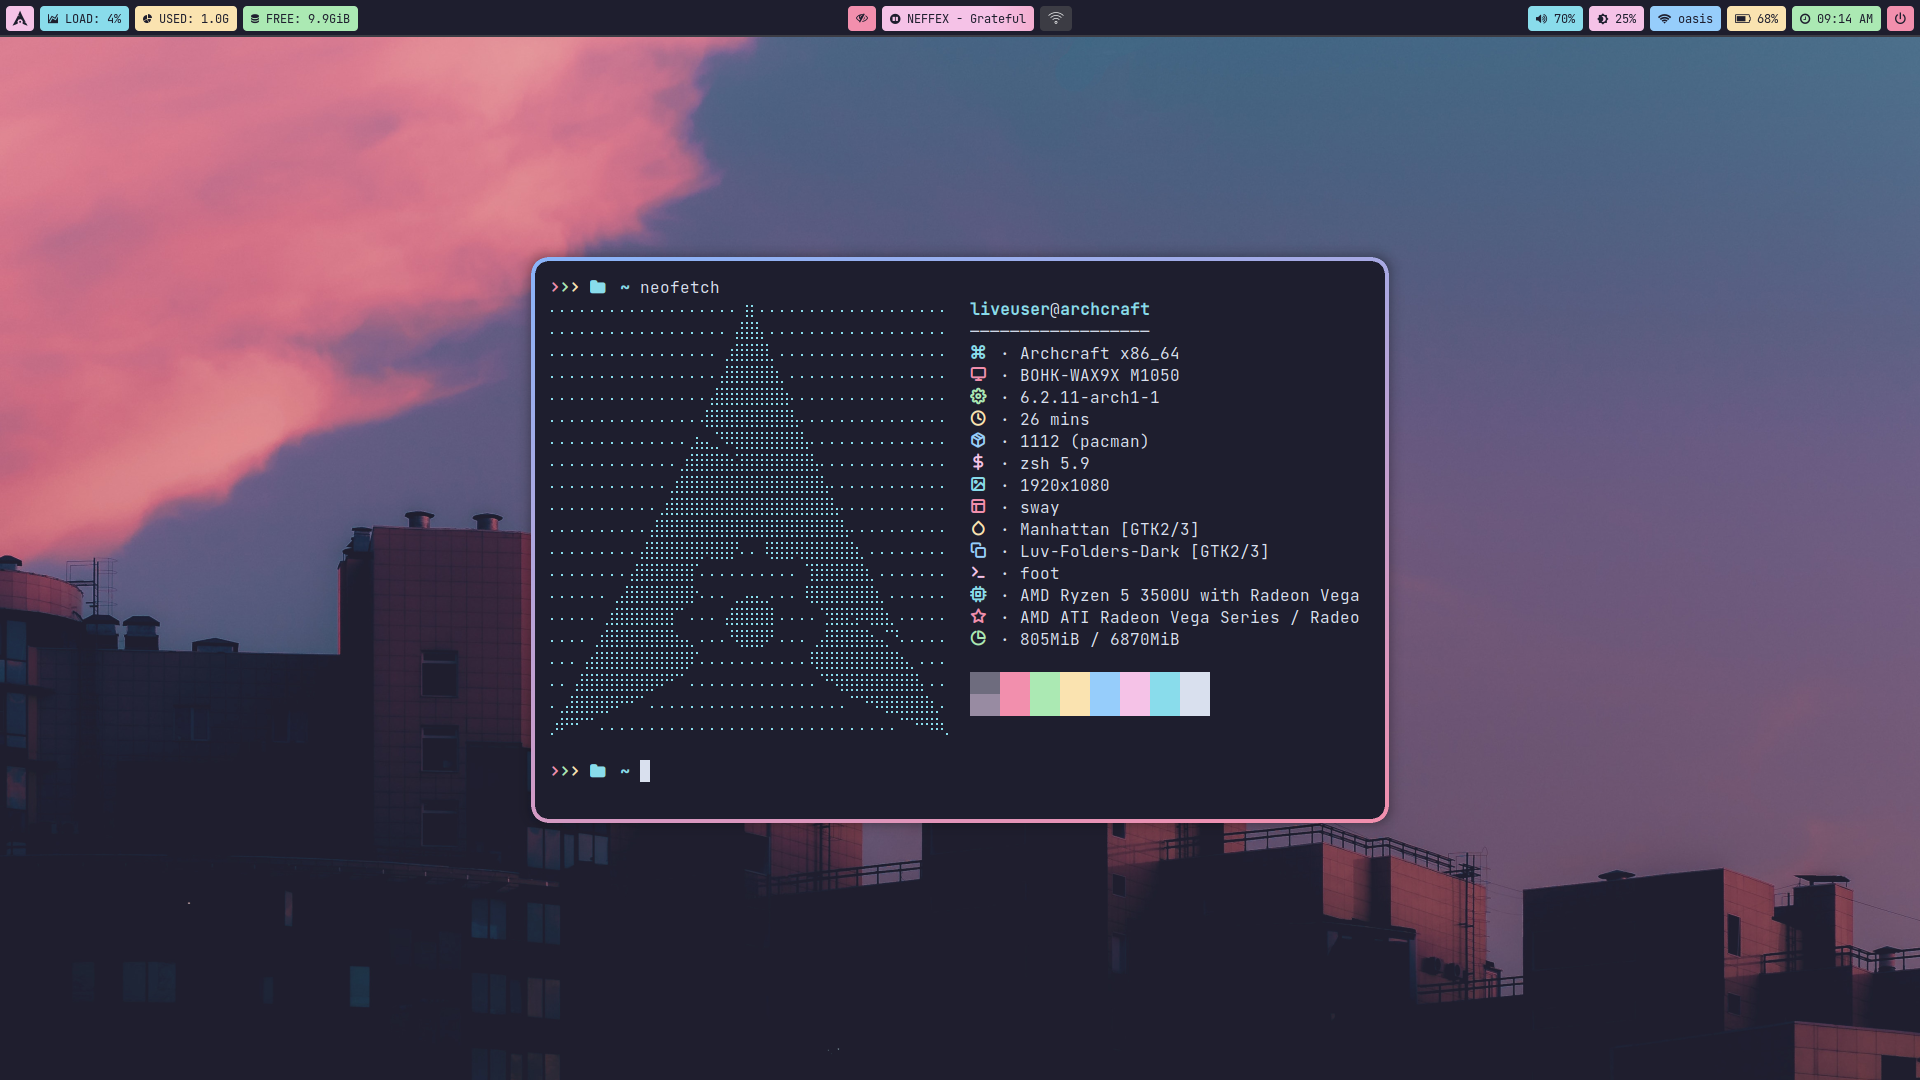 LOAD: 4% USED: 1.0G FREE: 9.9GiB NEFFEX - Grateful 70% 25% oasis 68% 09:14 AM
>>> ~ neofetch
liveuser@archcraft
· Archcraft x86_64
· BOHK-WAX9X M1050
· 6.2.11-arch1-1
· 26 mins
· 1112 (pacman)
· zsh 5.9
· 1920x1080
· sway
· Manhattan [GTK2/3]
· Luv-Folders-Dark [GTK2/3]
· foot
· AMD Ryzen 5 3500U with Radeon Vega
· AMD ATI Radeon Vega Series / Radeo
· 805MiB / 6870MiB
>>> ~